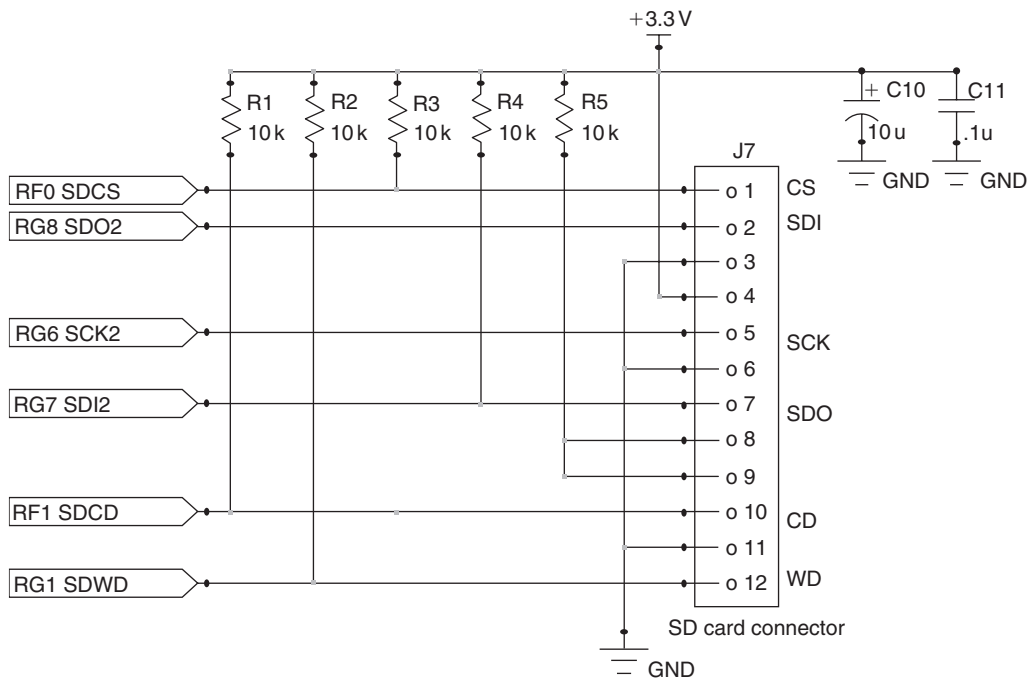 +3.3 V
R1
10 k
R2
10 k
R3
10 k
R4
10 k
R5
10 k
+ C10
10 u
GND
C11
.1u
GND
J7
RF0 SDCS
o 1
CS
RG8 SDO2
o 2
SDI
o 3
o 4
RG6 SCK2
o 5
SCK
o 6
RG7 SDI2
o 7
SDO
o 8
o 9
RF1 SDCD
o 10
CD
o 11
RG1 SDWD
o 12
WD
SD card connector
GND